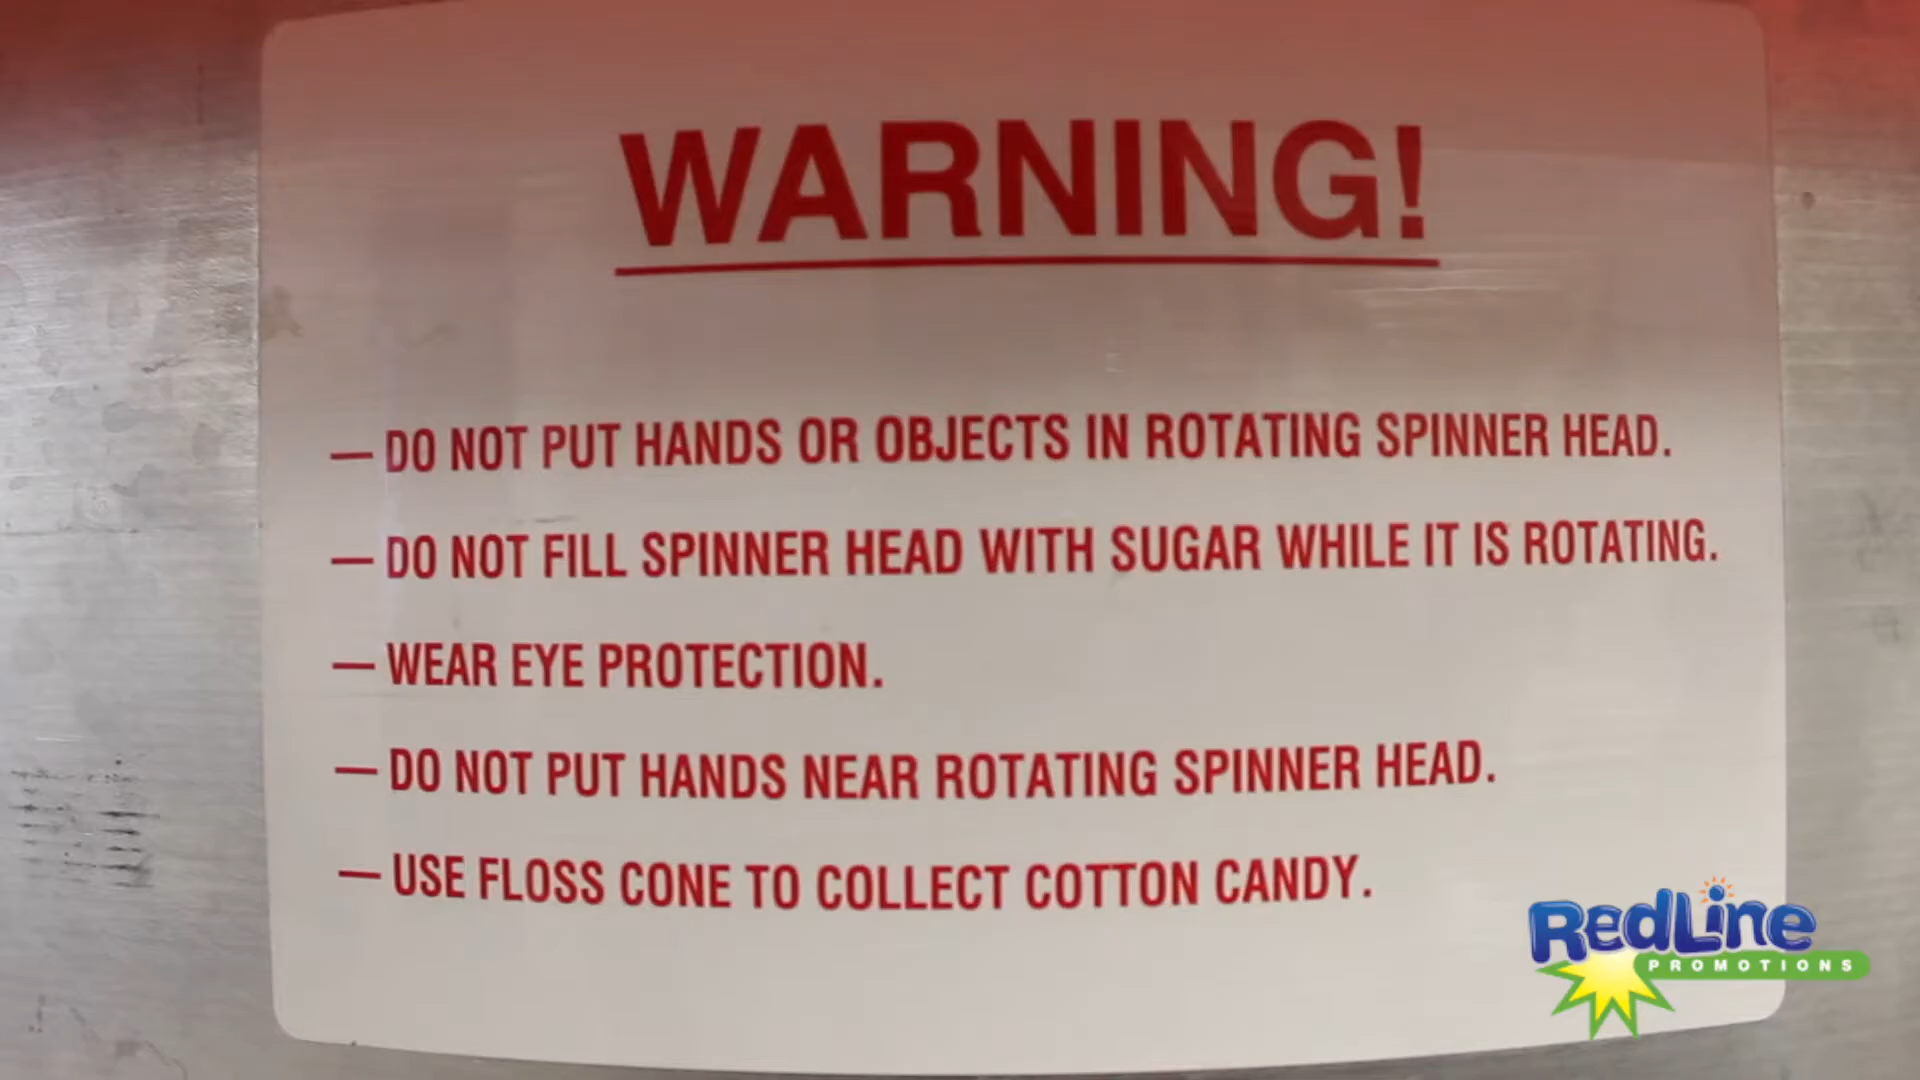 WARNING!
— DO NOT PUT HANDS OR OBJECTS IN ROTATING SPINNER HEAD.
— DO NOT FILL SPINNER HEAD WITH SUGAR WHILE IT IS ROTATING.
— WEAR EYE PROTECTION.
— DO NOT PUT HANDS NEAR ROTATING SPINNER HEAD.
— USE FLOSS CONE TO COLLECT COTTON CANDY.
RedLine
PROMOTIONS